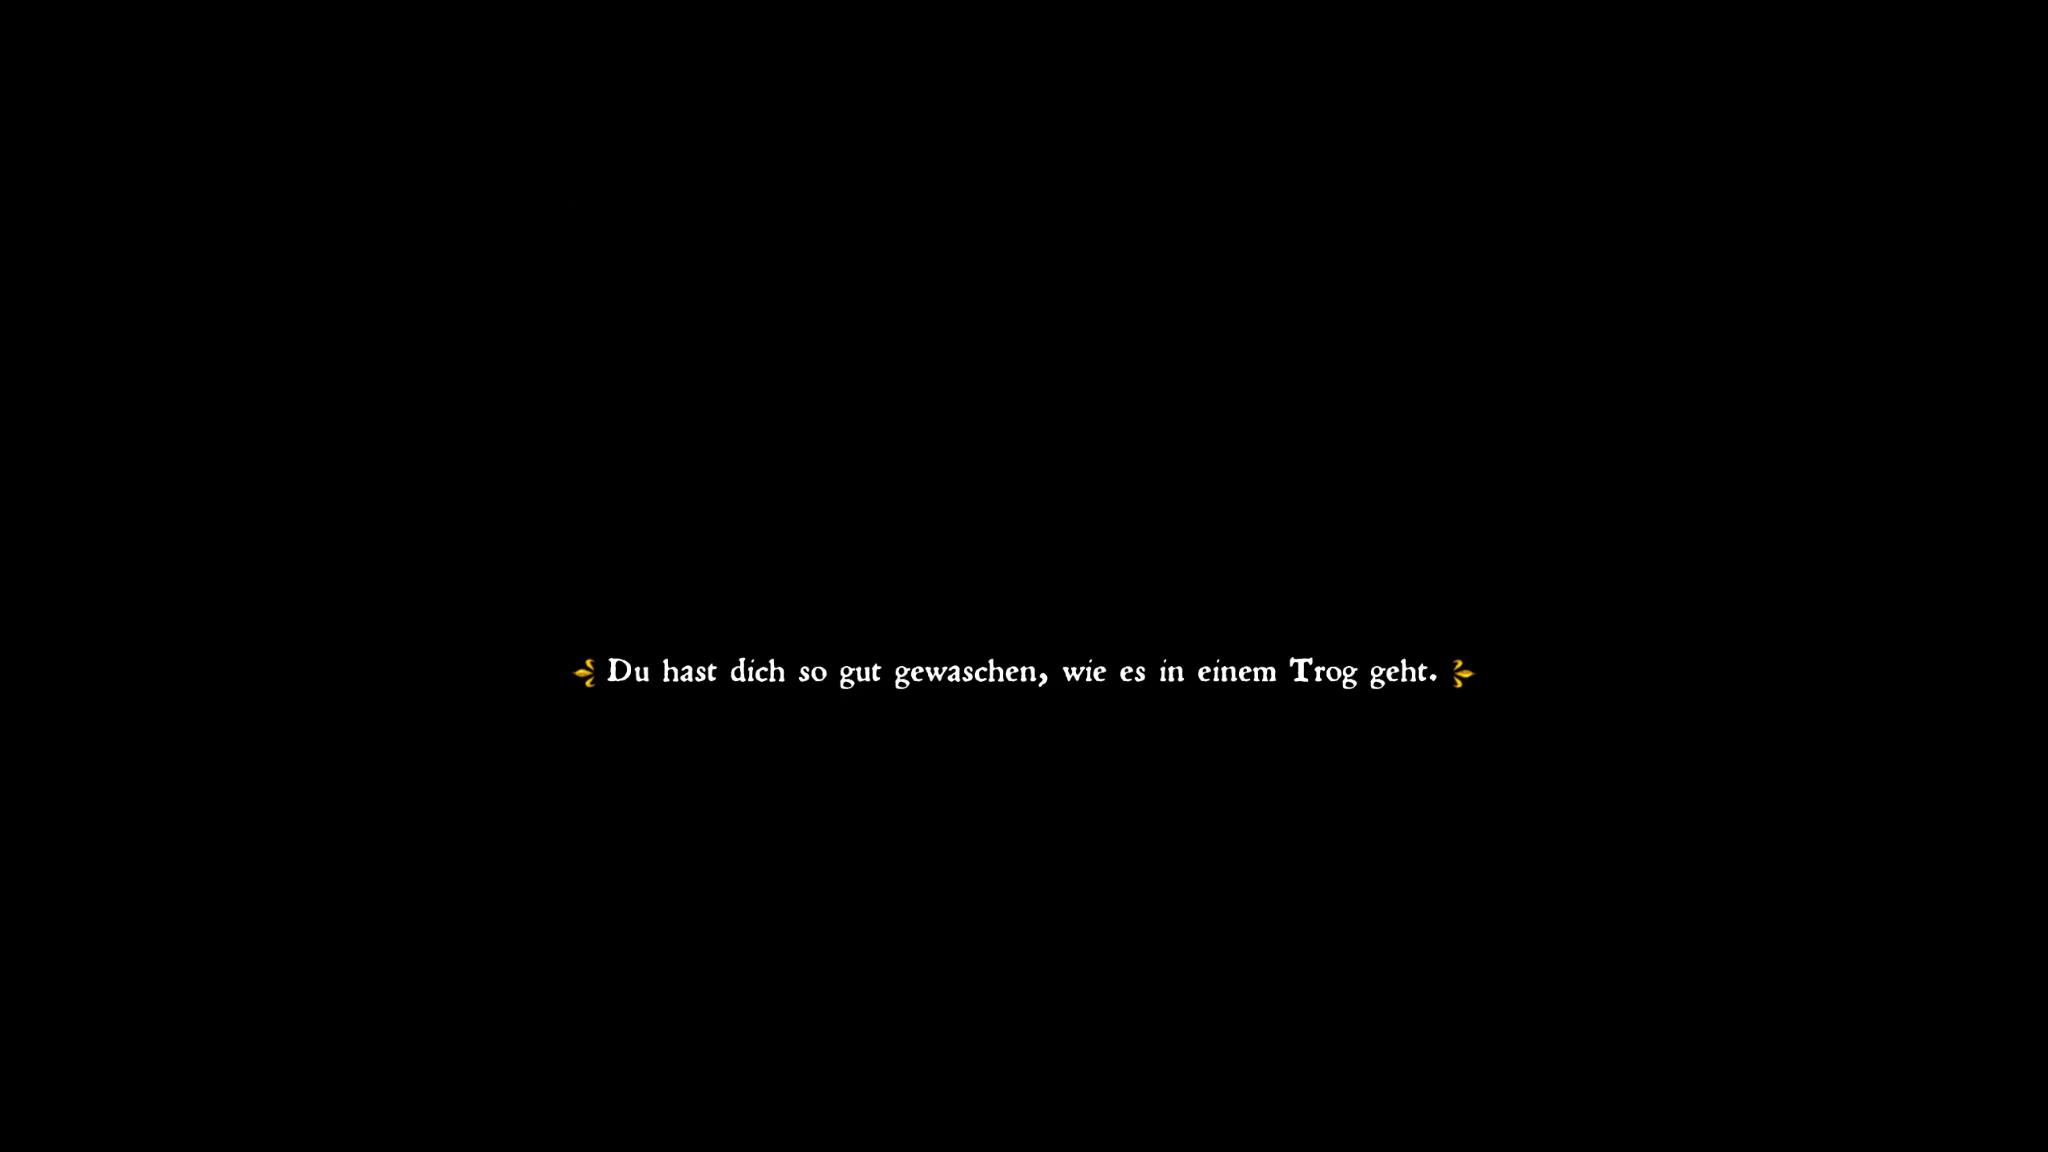 Du hast dich so gut gewaschen, wie es in einem Trog geht.